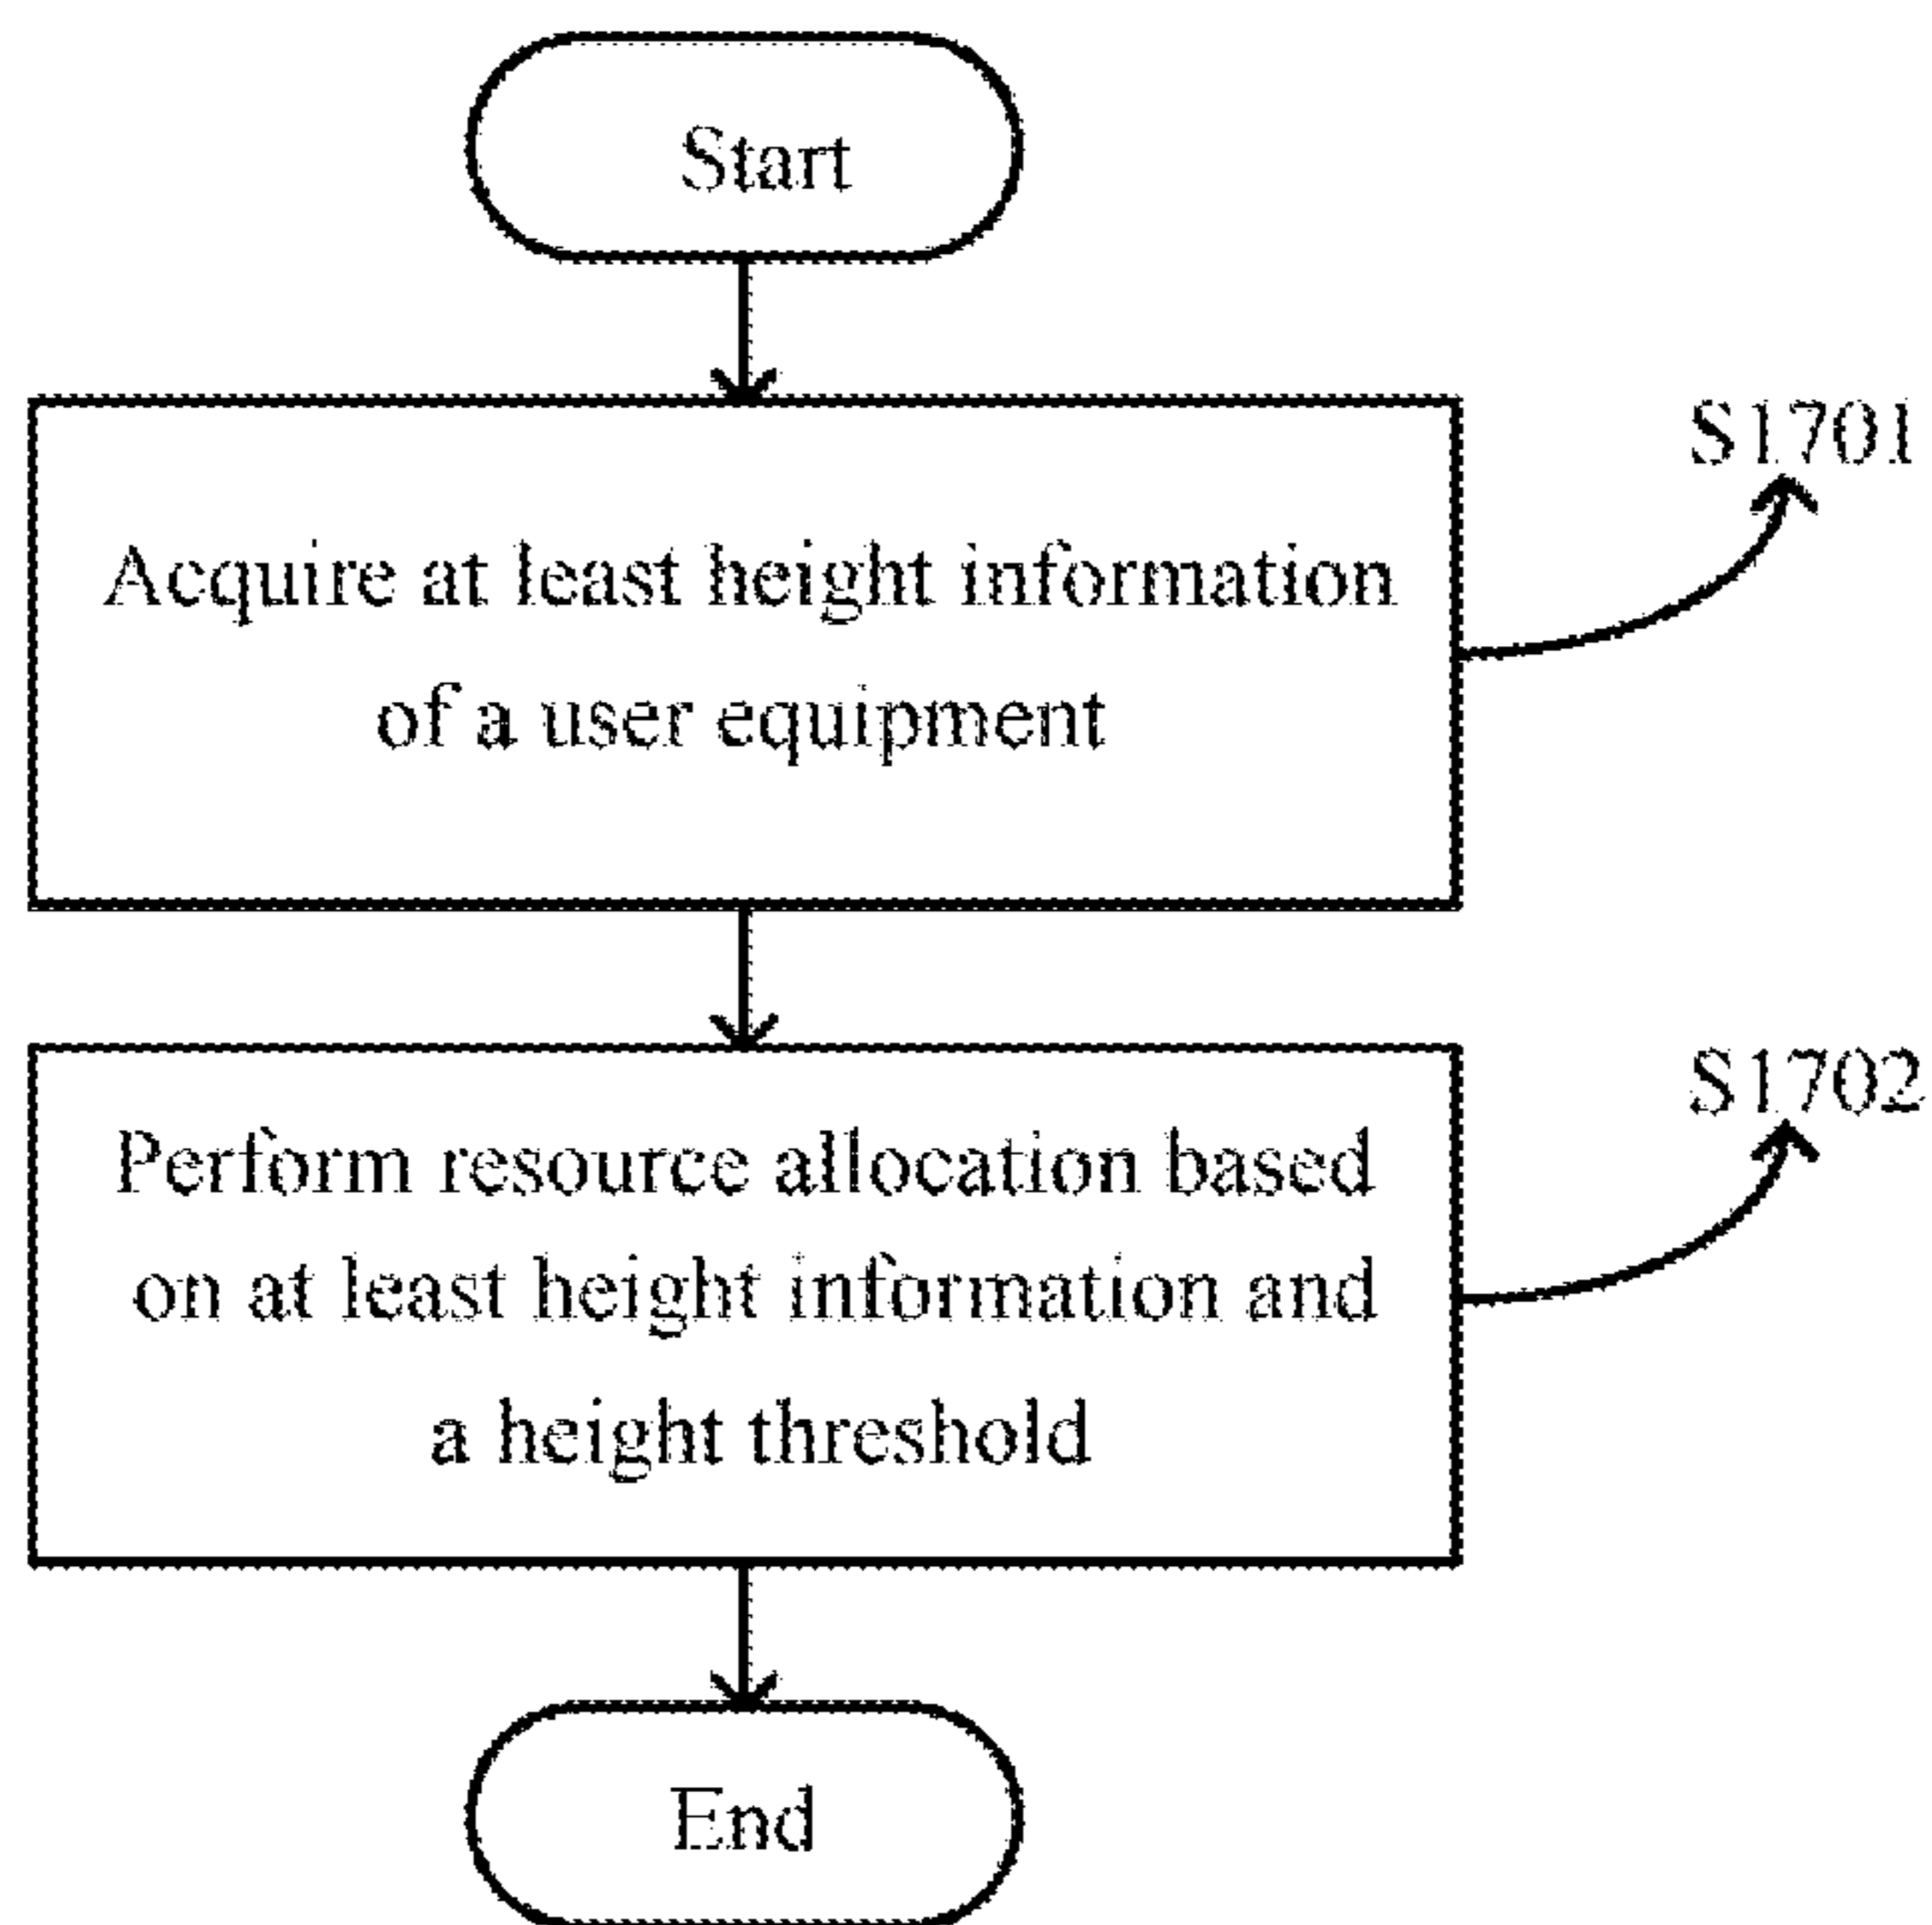 Start
S1701
Acquire at least height information
of a user equipment
S1702
Perform resource allocation based
on at least height information and
a height threshold
End